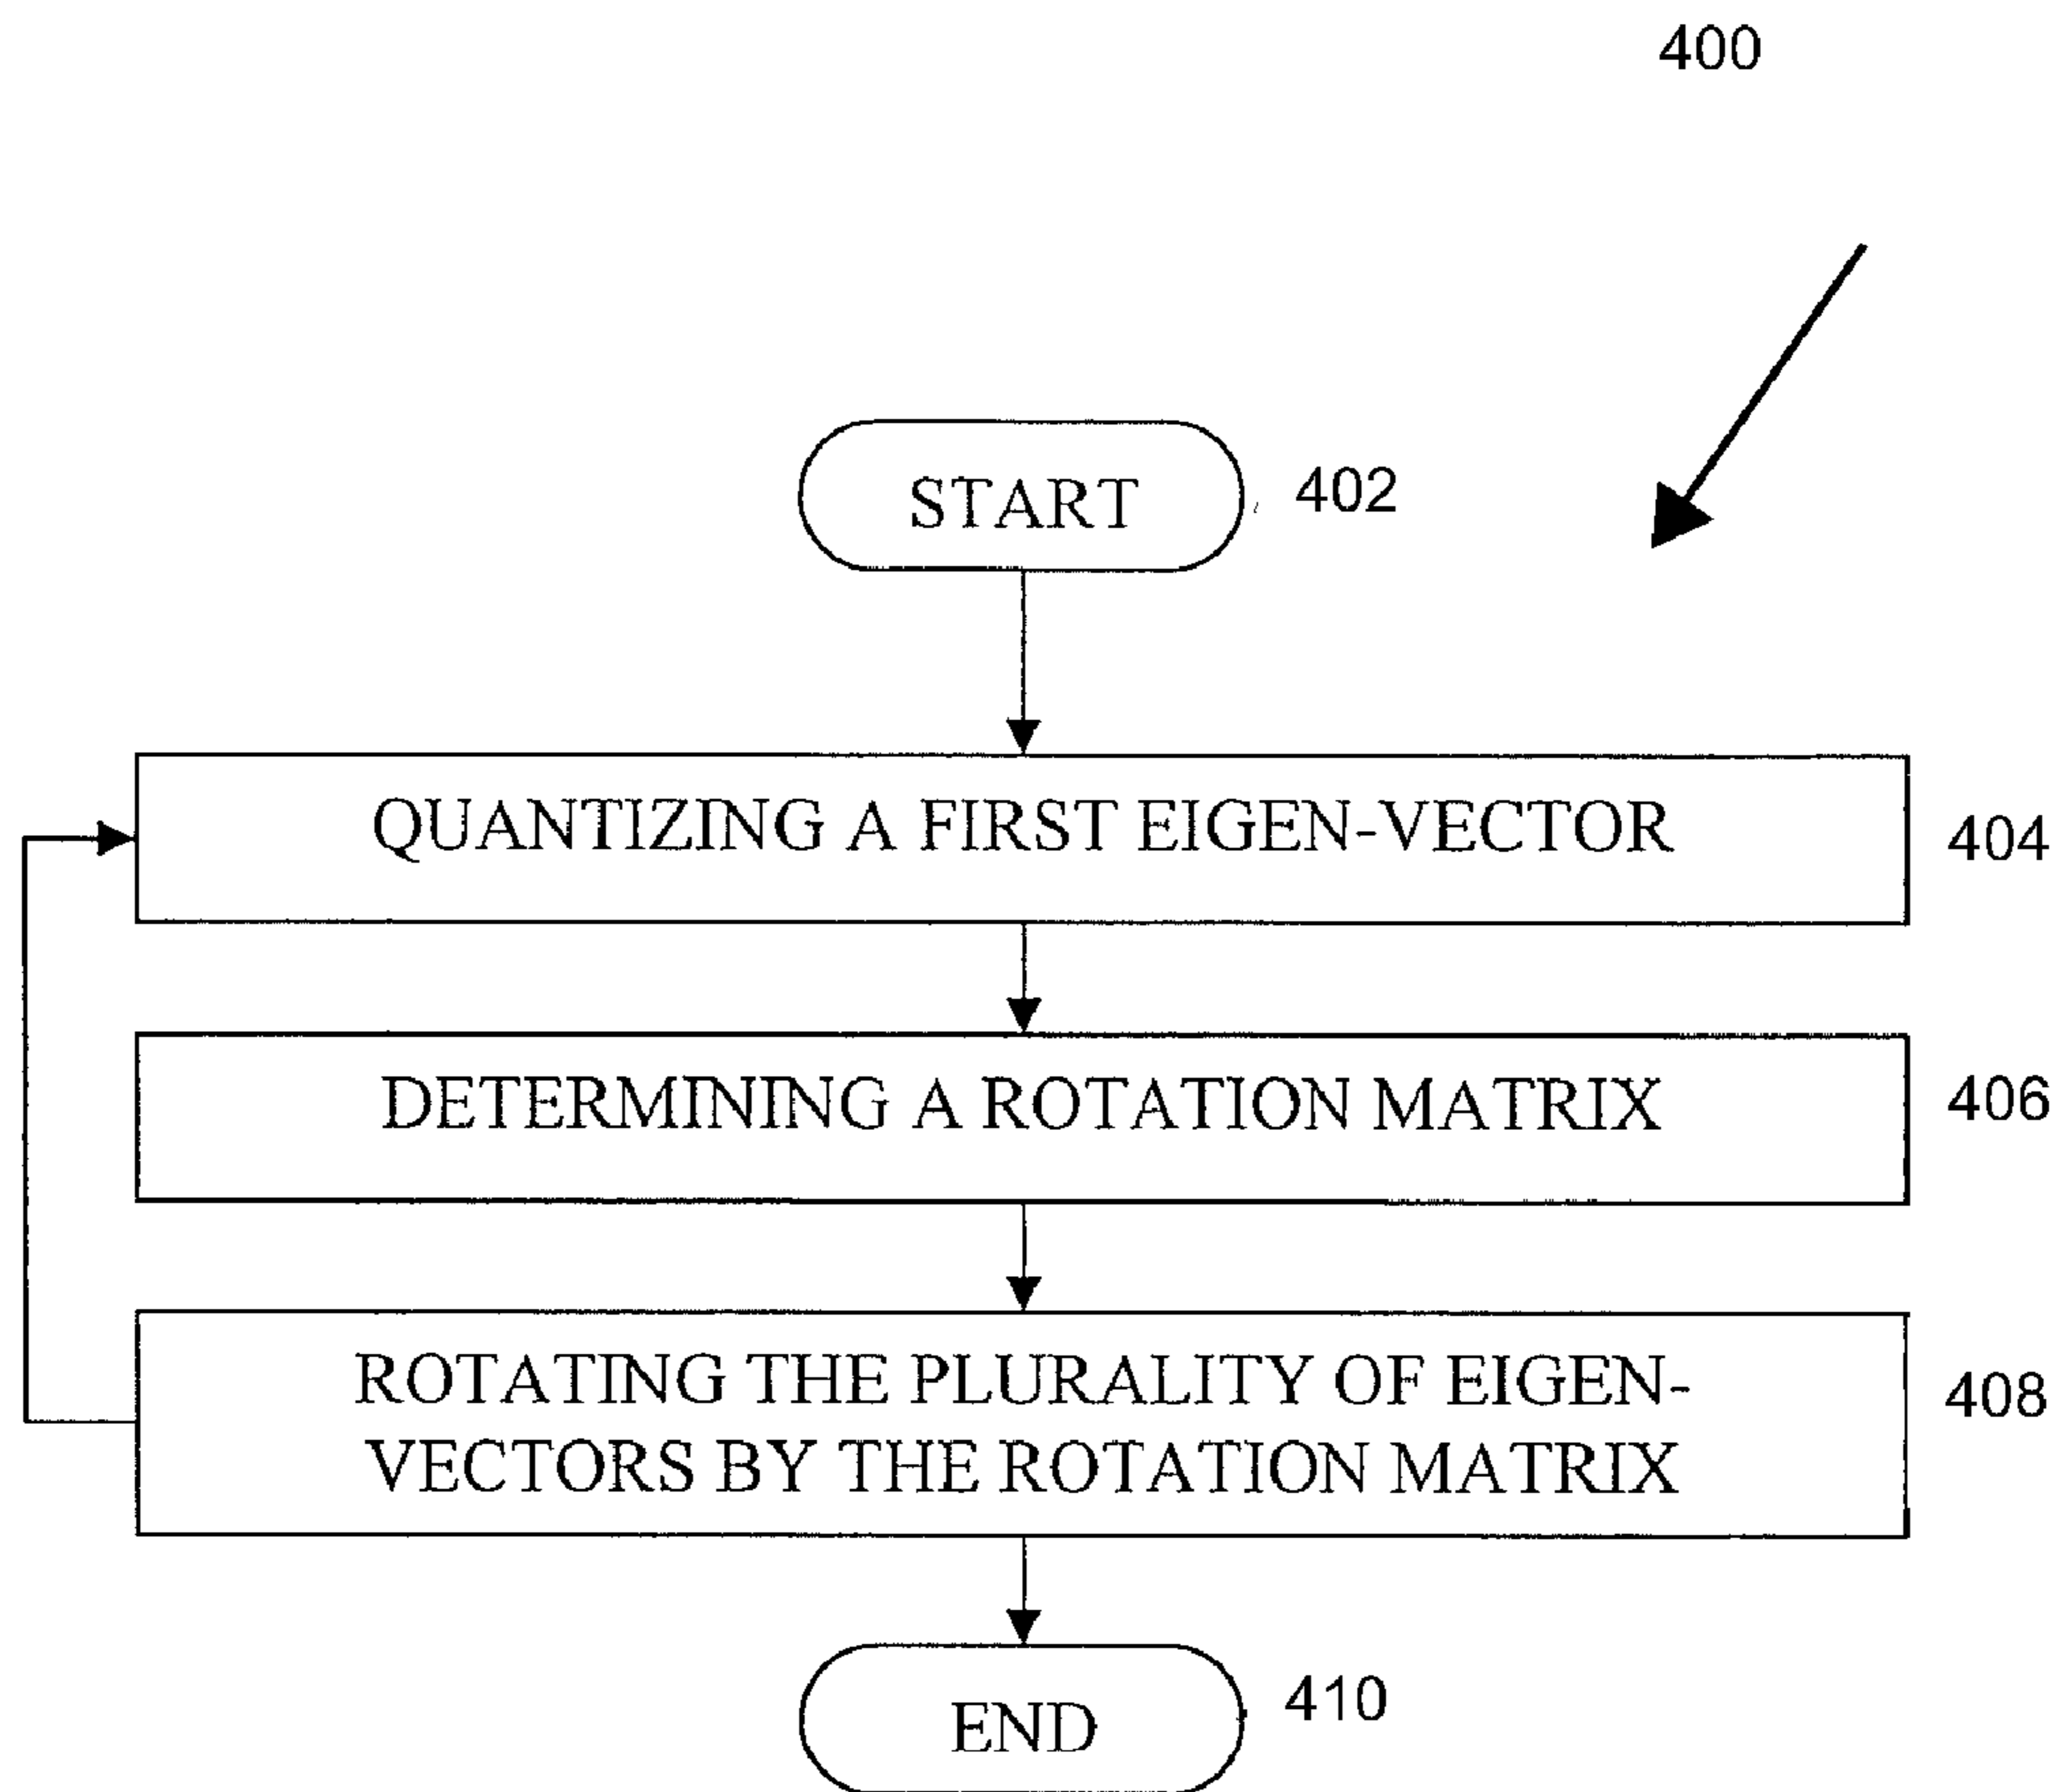 400
START
402
QUANTIZING A FIRST EIGEN-VECTOR
404
DETERMINING A ROTATION MATRIX
406
ROTATING THE PLURALITY OF EIGEN-
VECTORS BY THE ROTATION MATRIX
408
END
410